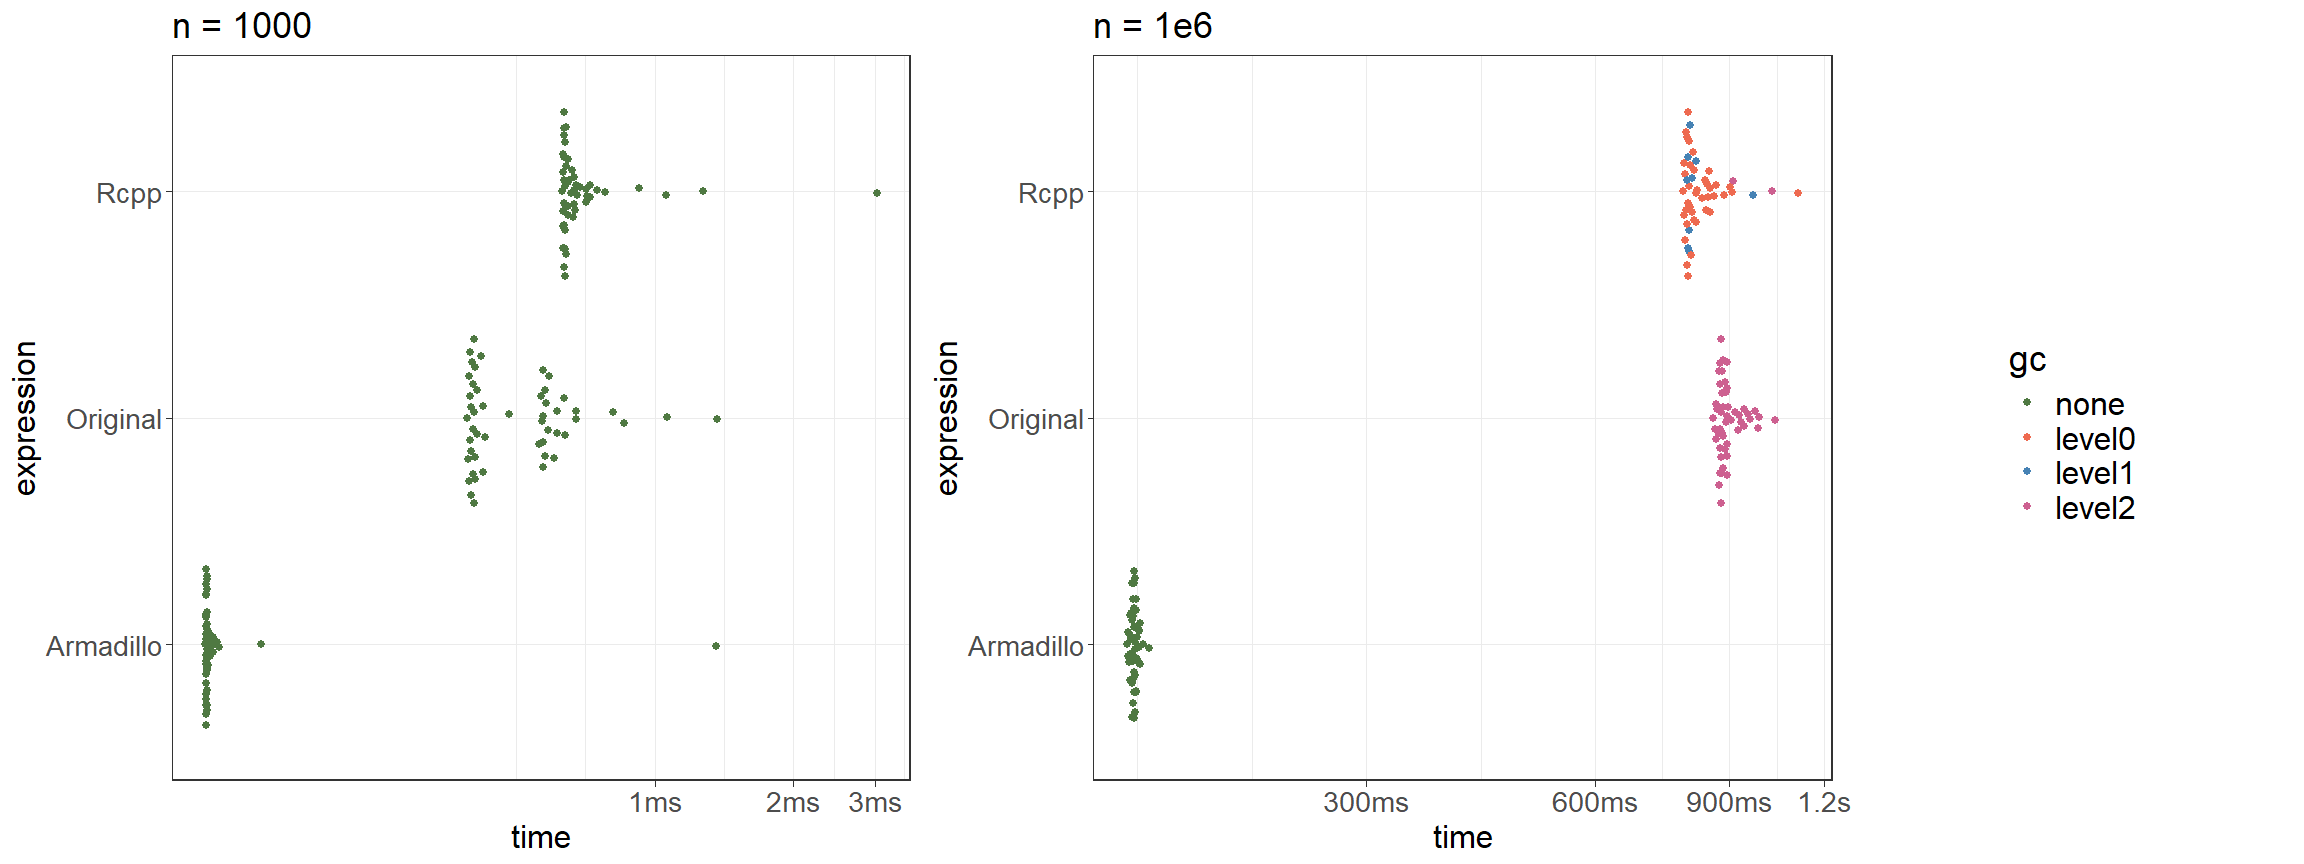 n = 1000
Rcpp
Original
Armadillo
expression
1ms 2ms 3ms
time
n = 1e6
Rcpp
Original
Armadillo
expression
300ms 600ms 900ms 1.2s
time
gc
none
level0
level1
level2